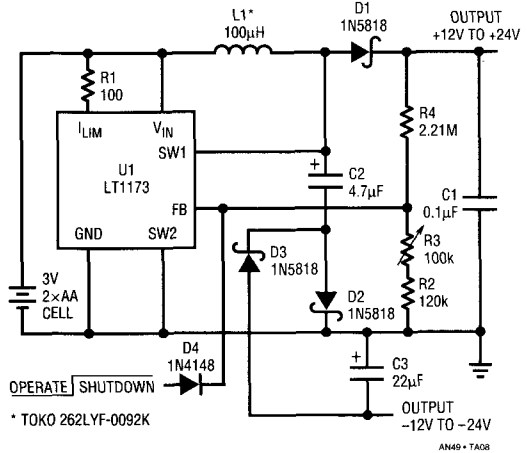 L1*
100µH
D1
1N5818
OUTPUT
+12V TO +24V
R1
100
R4
2.21M
ILIM
VIN
SW1
U1
LT1173
FB
GND
SW2
+
C2
4.7µF
C1
0.1µF
D3
1N5818
R3
100k
R2
120k
D2
1N5818
3V
2×AA
CELL
D4
1N4148
OPERATE SHUTDOWN
+
C3
22µF
* TOKO 262LYF-0092K
OUTPUT
–12V TO –24V
AN49 • TA08